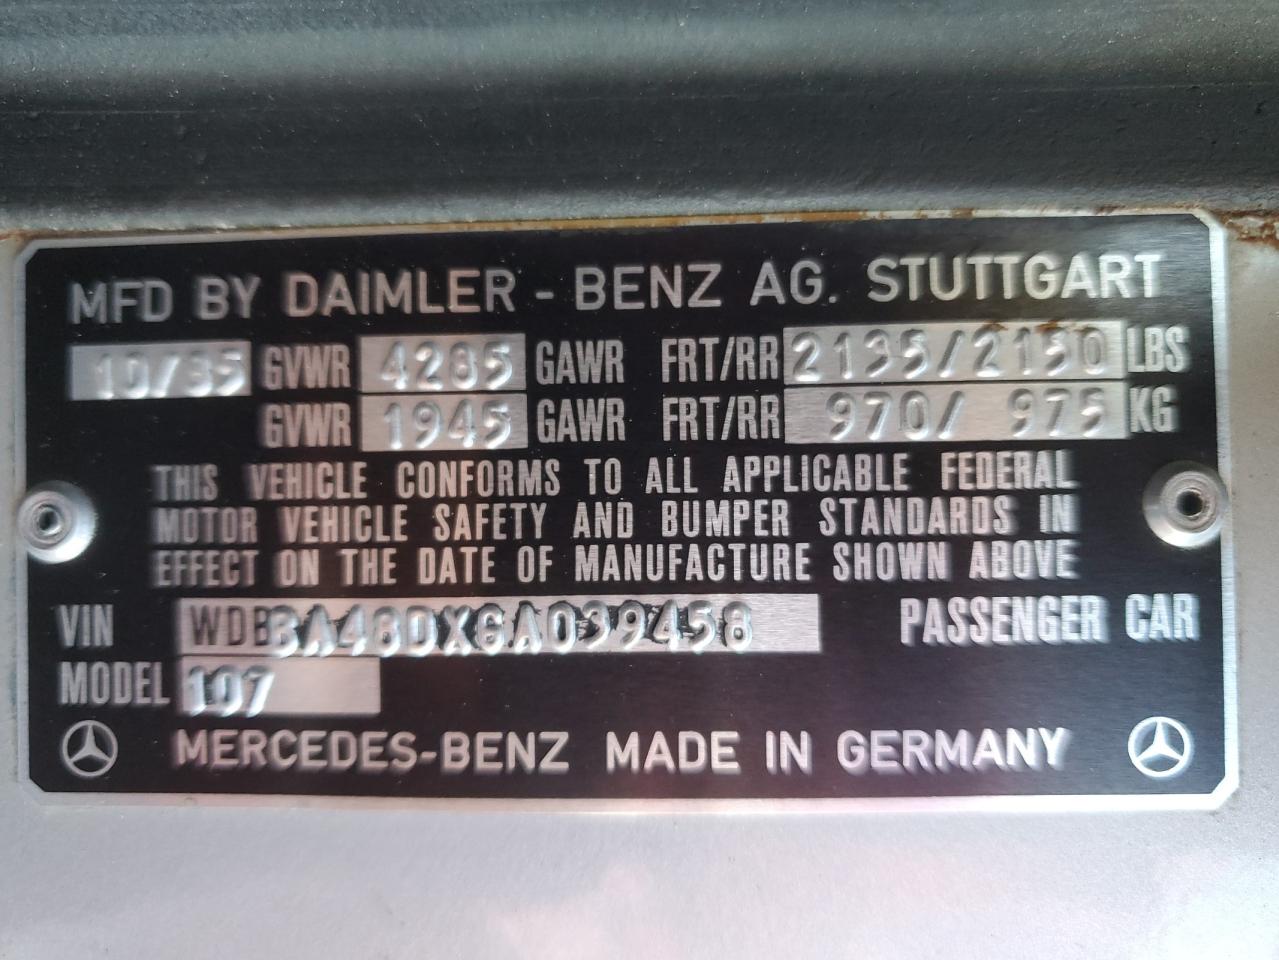 MFD BY DAIMLER - BENZ AG. STUTTGART
10/85 GVWR 4285 GAWR FRT/RR 2135/2150 LBS
GVWR 1945 GAWR FRT/RR 970/ 975 KG
THIS VEHICLE CONFORMS TO ALL APPLICABLE FEDERAL
MOTOR VEHICLE SAFETY AND BUMPER STANDARDS IN
EFFECT ON THE DATE OF MANUFACTURE SHOWN ABOVE
VIN WDBBA48DXGA039458 PASSENGER CAR
MODEL 107
MERCEDES-BENZ MADE IN GERMANY